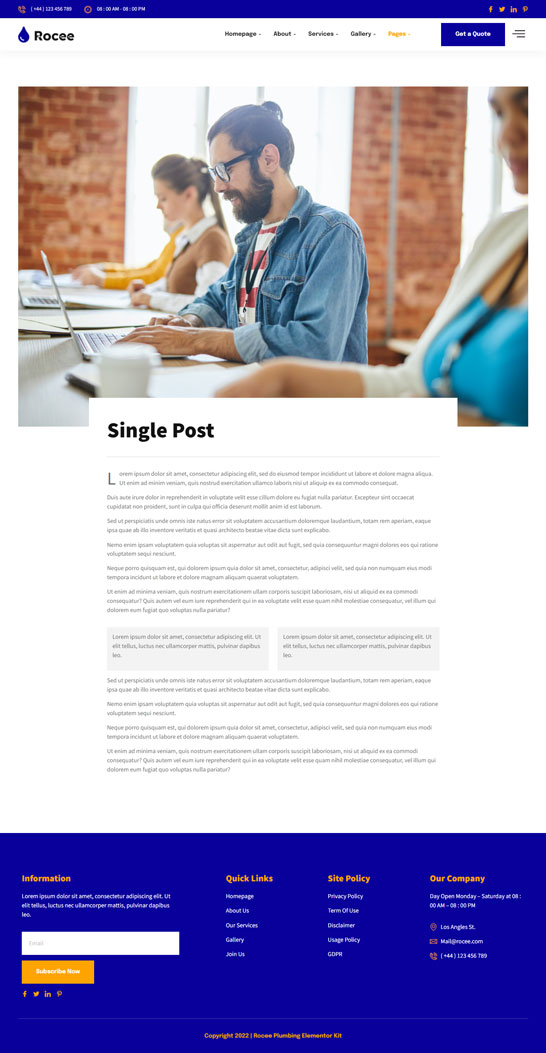 ( +44 ) 123 456 789
08 : 00 AM - 08 : 00 PM
Rocee
Homepage
About
Services
Gallery
Pages
Get a Quote
Single Post
Lorem ipsum dolor sit amet, consectetur adipiscing elit, sed do eiusmod tempor incididunt ut labore et dolore magna aliqua.
Ut enim ad minim veniam, quis nostrud exercitation ullamco laboris nisi ut aliquip ex ea commodo consequat.
Duis aute irure dolor in reprehenderit in voluptate velit esse cillum dolore eu fugiat nulla pariatur. Excepteur sint occaecat
cupidatat non proident, sunt in culpa qui officia deserunt mollit anim id est laborum.
Sed ut perspiciatis unde omnis iste natus error sit voluptatem accusantium doloremque laudantium, totam rem aperiam, eaque
ipsa quae ab illo inventore veritatis et quasi architecto beatae vitae dicta sunt explicabo.
Nemo enim ipsam voluptatem quia voluptas sit aspernatur aut odit aut fugit, sed quia consequuntur magni dolores eos qui ratione
voluptatem sequi nesciunt.
Neque porro quisquam est, qui dolorem ipsum quia dolor sit amet, consectetur, adipisci velit, sed quia non numquam eius modi
tempora incidunt ut labore et dolore magnam aliquam quaerat voluptatem.
Ut enim ad minima veniam, quis nostrum exercitationem ullam corporis suscipit laboriosam, nisi ut aliquid ex ea commodi
consequatur? Quis autem vel eum iure reprehenderit qui in ea voluptate velit esse quam nihil molestiae consequatur, vel illum qui
dolorem eum fugiat quo voluptas nulla pariatur?
Lorem ipsum dolor sit amet, consectetur adipiscing elit. Ut
elit tellus, luctus nec ullamcorper mattis, pulvinar dapibus
leo.
Lorem ipsum dolor sit amet, consectetur adipiscing elit. Ut
elit tellus, luctus nec ullamcorper mattis, pulvinar dapibus
leo.
Sed ut perspiciatis unde omnis iste natus error sit voluptatem accusantium doloremque laudantium, totam rem aperiam, eaque
ipsa quae ab illo inventore veritatis et quasi architecto beatae vitae dicta sunt explicabo.
Nemo enim ipsam voluptatem quia voluptas sit aspernatur aut odit aut fugit, sed quia consequuntur magni dolores eos qui ratione
voluptatem sequi nesciunt.
Neque porro quisquam est, qui dolorem ipsum quia dolor sit amet, consectetur, adipisci velit, sed quia non numquam eius modi
tempora incidunt ut labore et dolore magnam aliquam quaerat voluptatem.
Ut enim ad minima veniam, quis nostrum exercitationem ullam corporis suscipit laboriosam, nisi ut aliquid ex ea commodi
consequatur? Quis autem vel eum iure reprehenderit qui in ea voluptate velit esse quam nihil molestiae consequatur, vel illum qui
dolorem eum fugiat quo voluptas nulla pariatur?
Information
Lorem ipsum dolor sit amet, consectetur adipiscing elit. Ut
elit tellus, luctus nec ullamcorper mattis, pulvinar dapibus
leo.
Email
Subscribe Now
Quick Links
Homepage
About Us
Our Services
Gallery
Join Us
Site Policy
Privacy Policy
Term Of Use
Disclaimer
Usage Policy
GDPR
Our Company
Day Open Monday – Saturday at 08 :
00 AM – 08 : 00 PM
Los Angles St.
Mail@rocee.com
( +44 ) 123 456 789
Copyright 2022 | Rocee Plumbing Elementor Kit